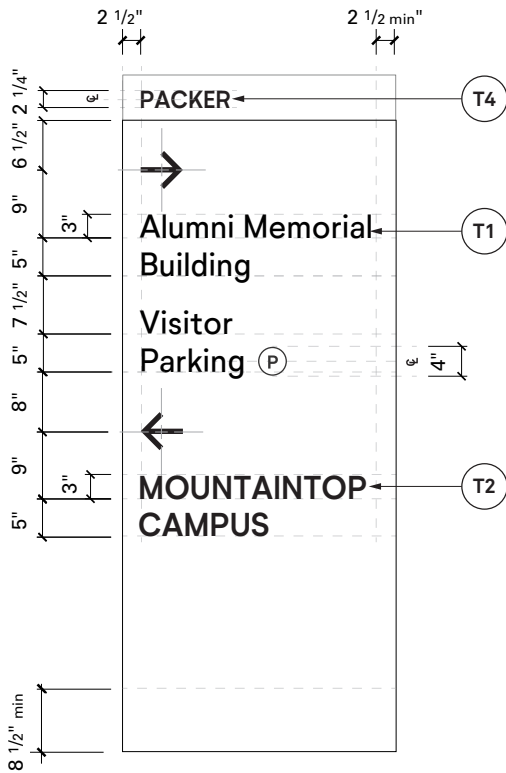 2 1/2"
2 1/2 min"
2 1/4"
℄
PACKER
T4
6 1/2"
9"
3"
Alumni Memorial
T1
5"
Building
7 1/2"
Visitor
5"
Parking P
℄
4"
8"
9"
3"
MOUNTAINTOP
T2
5"
CAMPUS
8 1/2" min